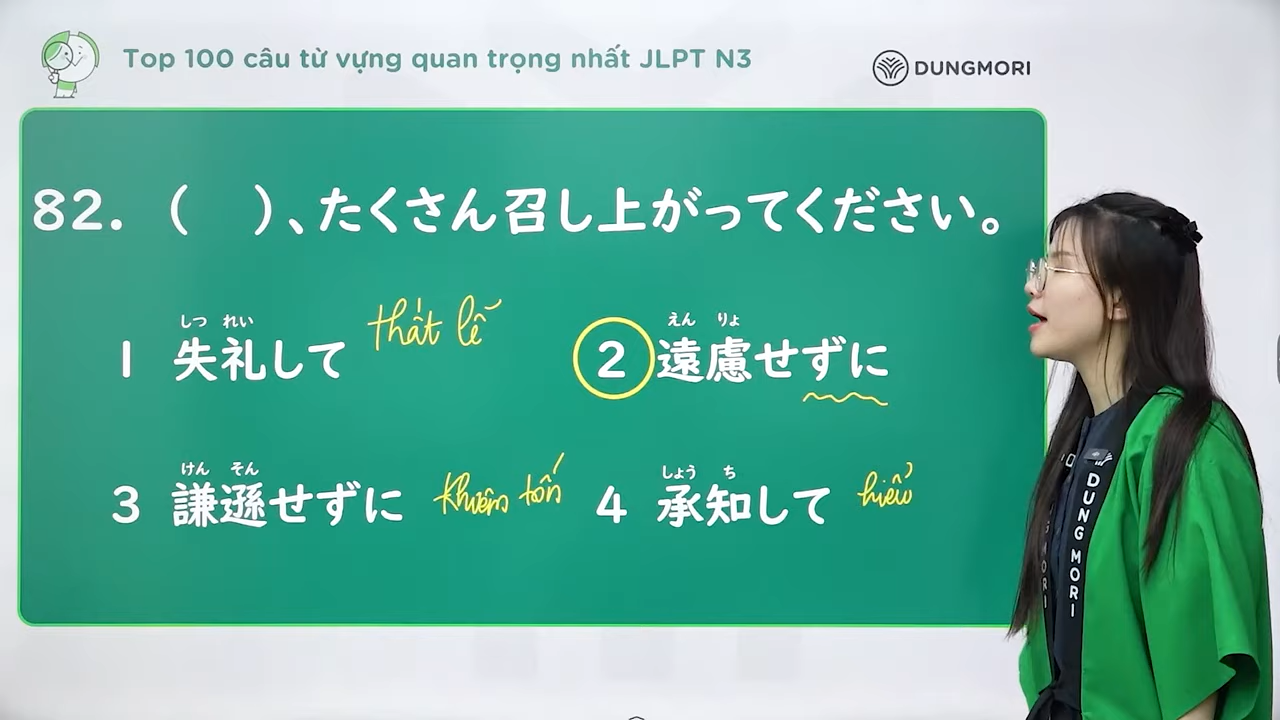 Top 100 câu từ vựng quan trọng nhất JLPT N3
DUNGMORI
82. (　)、たくさん召し上がってください。
しつ れい
1 失礼して
thất lễ
えん りょ
2 遠慮せずに
けん そん
3 謙遜せずに
khiêm tốn
しょう ち
4 承知して
hiểu
DUNGMORI